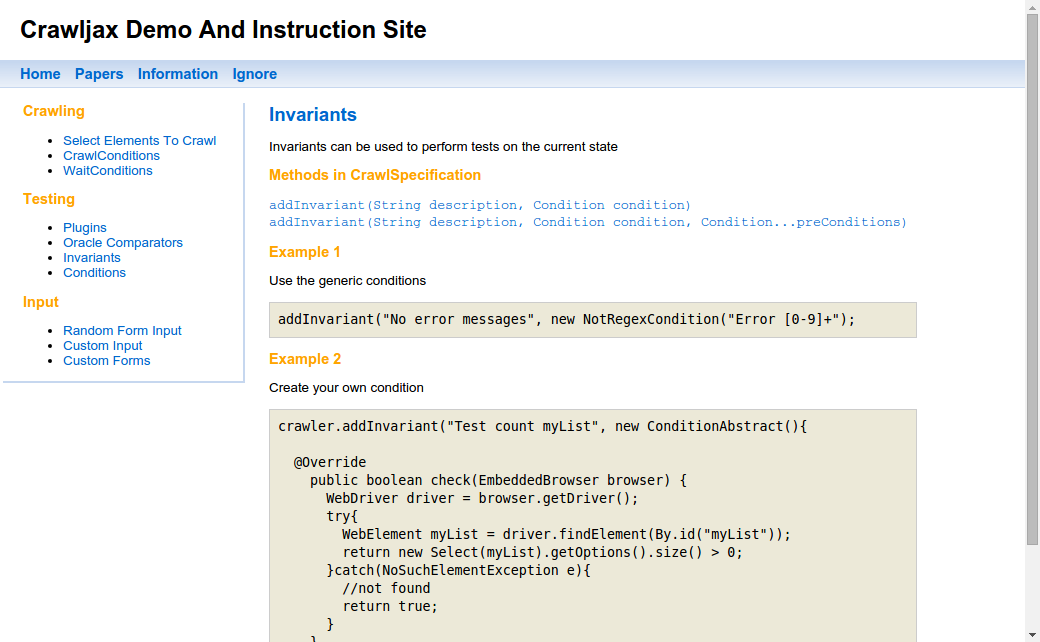 Crawljax Demo And Instruction Site
Home Papers Information Ignore
Crawling
Select Elements To Crawl
CrawlConditions
WaitConditions
Testing
Plugins
Oracle Comparators
Invariants
Conditions
Input
Random Form Input
Custom Input
Custom Forms
Invariants
Invariants can be used to perform tests on the current state
Methods in CrawlSpecification
addInvariant(String description, Condition condition)
addInvariant(String description, Condition condition, Condition...preConditions)
Example 1
Use the generic conditions
addInvariant("No error messages", new NotRegexCondition("Error [0-9]+");
Example 2
Create your own condition
crawler.addInvariant("Test count myList", new ConditionAbstract(){
@Override
public boolean check(EmbeddedBrowser browser) {
WebDriver driver = browser.getDriver();
try{
WebElement myList = driver.findElement(By.id("myList"));
return new Select(myList).getOptions().size() > 0;
}catch(NoSuchElementException e){
//not found
return true;
}
}